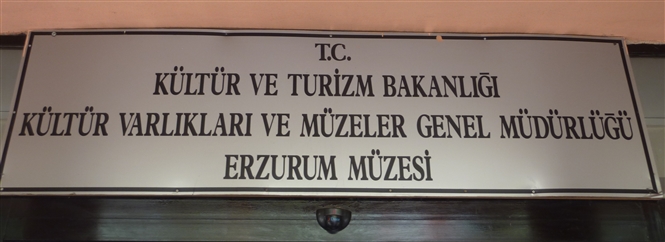 T.C.
KÜLTÜR VE TURİZM BAKANLIĞI
KÜLTÜR VARLIKLARI VE MÜZELER GENEL MÜDÜRLÜĞÜ
ERZURUM MÜZESİ